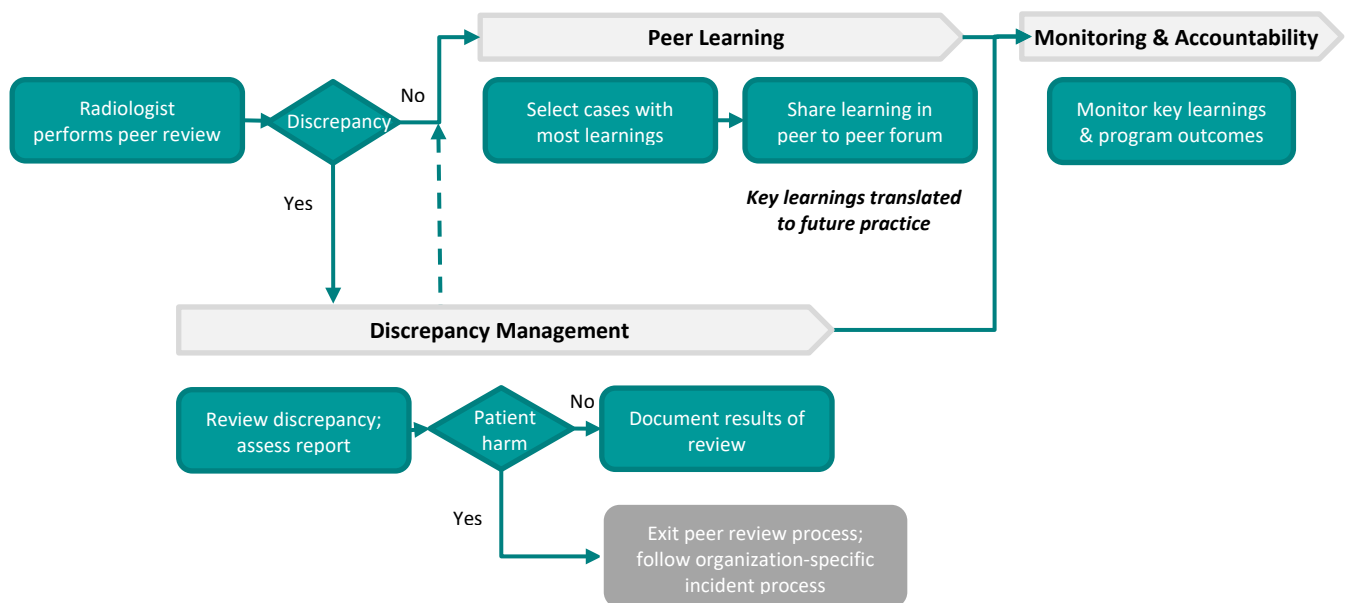 Peer Learning
Monitoring & Accountability
Radiologist
performs peer review
Discrepancy
No
Select cases with
most learnings
Share learning in
peer to peer forum
Monitor key learnings
& program outcomes
Key learnings translated
to future practice
Yes
Discrepancy Management
Review discrepancy;
assess report
Patient
harm
No
Document results of
review
Yes
Exit peer review process;
follow organization-specific
incident process